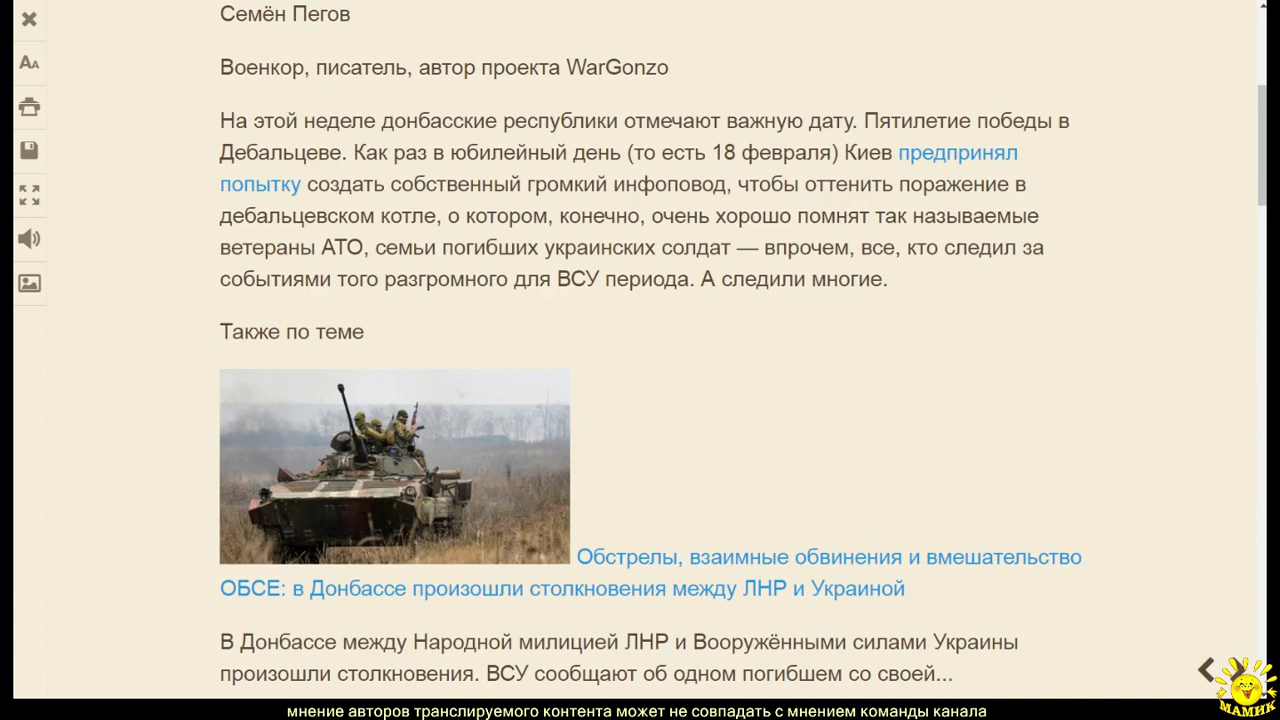 Семён Пегов
Военкор, писатель, автор проекта WarGonzo
На этой неделе донбасские республики отмечают важную дату. Пятилетие победы в
Дебальцеве. Как раз в юбилейный день (то есть 18 февраля) Киев предпринял
попытку создать собственный громкий инфоповод, чтобы оттенить поражение в
дебальцевском котле, о котором, конечно, очень хорошо помнят так называемые
ветераны АТО, семьи погибших украинских солдат — впрочем, все, кто следил за
событиями того разгромного для ВСУ периода. А следили многие.
Также по теме
Обстрелы, взаимные обвинения и вмешательство
ОБСЕ: в Донбассе произошли столкновения между ЛНР и Украиной
В Донбассе между Народной милицией ЛНР и Вооружёнными силами Украины
произошли столкновения. ВСУ сообщают об одном погибшем со своей...
МАМИК
мнение авторов транслируемого контента может не совпадать с мнением команды канала